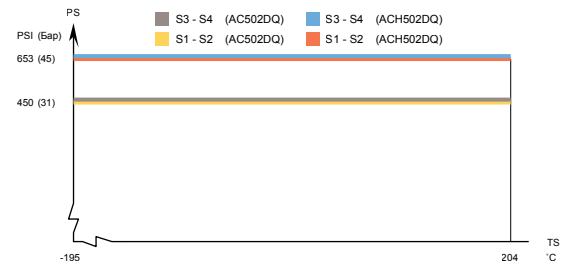 PS
S3 - S4 (AC502DQ) S3 - S4 (ACH502DQ)
PSI (Бар) S1 - S2 (AC502DQ) S1 - S2 (ACH502DQ)
653 (45)
450 (31)
TS
-195 204 °C